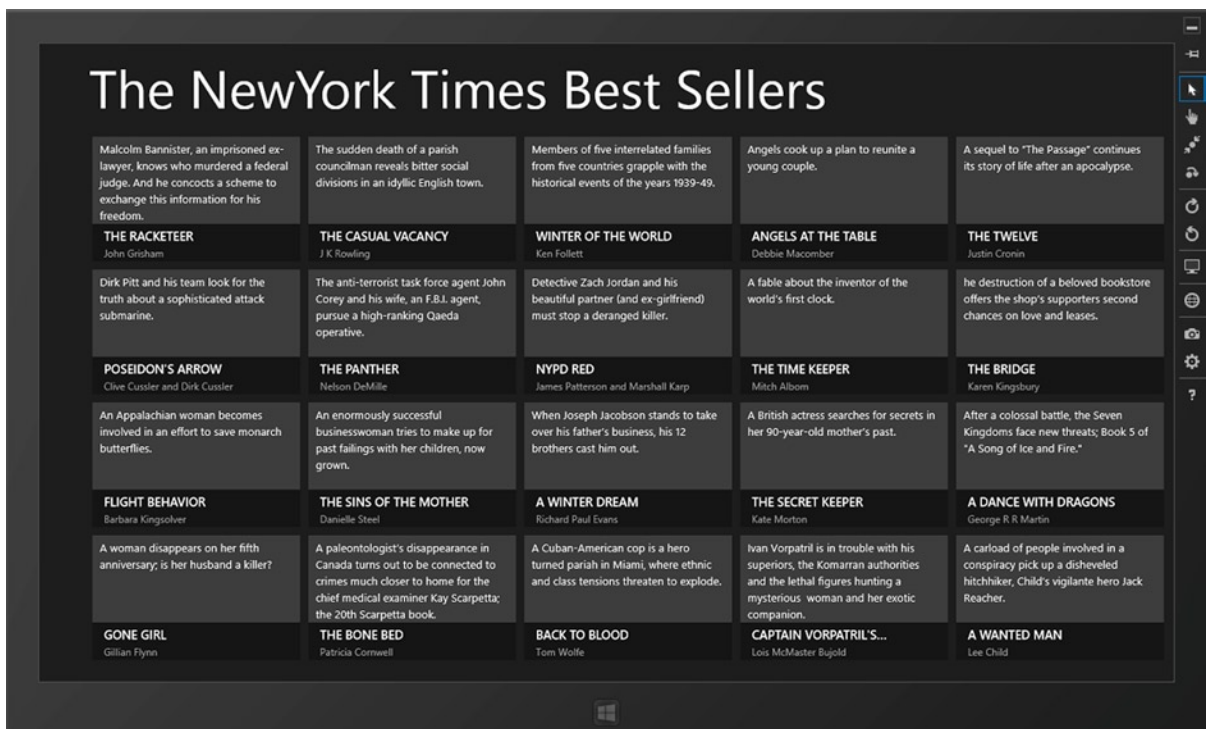 The NewYork Times Best Sellers
Malcolm Bannister, an imprisoned ex-
lawyer, knows who murdered a federal
judge. And he concocts a scheme to
exchange this information for his
freedom.
THE RACKETEER
John Grisham
The sudden death of a parish
councilman reveals bitter social
divisions in an idyllic English town.
THE CASUAL VACANCY
J K Rowling
Members of five interrelated families
from five countries grapple with the
historical events of the years 1939-49.
WINTER OF THE WORLD
Ken Follett
Angels cook up a plan to reunite a
young couple.
ANGELS AT THE TABLE
Debbie Macomber
A sequel to "The Passage" continues
its story of life after an apocalypse.
THE TWELVE
Justin Cronin
Dirk Pitt and his team look for the
truth about a sophisticated attack
submarine.
POSEIDON'S ARROW
Clive Cussler and Dirk Cussler
The anti-terrorist task force agent John
Corey and his wife, an F.B.I. agent,
pursue a high-ranking Qaeda
operative.
THE PANTHER
Nelson DeMille
Detective Zach Jordan and his
beautiful partner (and ex-girlfriend)
must stop a deranged killer.
NYPD RED
James Patterson and Marshall Karp
A fable about the inventor of the
world's first clock.
THE TIME KEEPER
Mitch Albom
he destruction of a beloved bookstore
offers the shop's supporters second
chances on love and leases.
THE BRIDGE
Karen Kingsbury
An Appalachian woman becomes
involved in an effort to save monarch
butterflies.
FLIGHT BEHAVIOR
Barbara Kingsolver
An enormously successful
businesswoman tries to make up for
past failings with her children, now
grown.
THE SINS OF THE MOTHER
Danielle Steel
When Joseph Jacobson stands to take
over his father's business, his 12
brothers cast him out.
A WINTER DREAM
Richard Paul Evans
A British actress searches for secrets in
her 90-year-old mother's past.
THE SECRET KEEPER
Kate Morton
After a colossal battle, the Seven
Kingdoms face new threats; Book 5 of
"A Song of Ice and Fire."
A DANCE WITH DRAGONS
George R R Martin
A woman disappears on her fifth
anniversary; is her husband a killer?
GONE GIRL
Gillian Flynn
A paleontologist's disappearance in
Canada turns out to be connected to
crimes much closer to home for the
chief medical examiner Kay Scarpetta;
the 20th Scarpetta book.
THE BONE BED
Patricia Cornwell
A Cuban-American cop is a hero
turned pariah in Miami, where ethnic
and class tensions threaten to explode.
BACK TO BLOOD
Tom Wolfe
Ivan Vorpatril is in trouble with his
superiors, the Komarran authorities
and the lethal figures hunting a
mysterious  woman and her exotic
companion.
CAPTAIN VORPATRIL'S...
Lois McMaster Bujold
A carload of people involved in a
conspiracy pick up a disheveled
hitchhiker, Child's vigilante hero Jack
Reacher.
A WANTED MAN
Lee Child
?